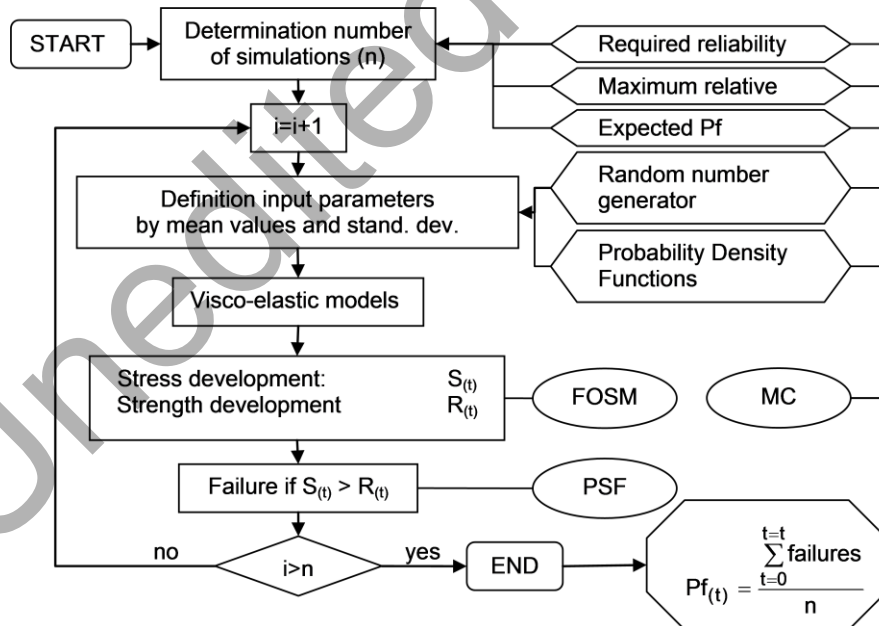 START
Determination number
of simulations (n)
Required reliability
Maximum relative
Expected Pf
i=i+1
Definition input parameters
by mean values and stand. dev.
Random number
generator
Probability Density
Functions
Visco-elastic models
Stress development: S(t)
Strength development R(t)
FOSM
MC
Failure if S(t) > R(t)
PSF
no
i>n
yes
END
Pf(t) = t=t ∑ t=0 failures / n
Unedited